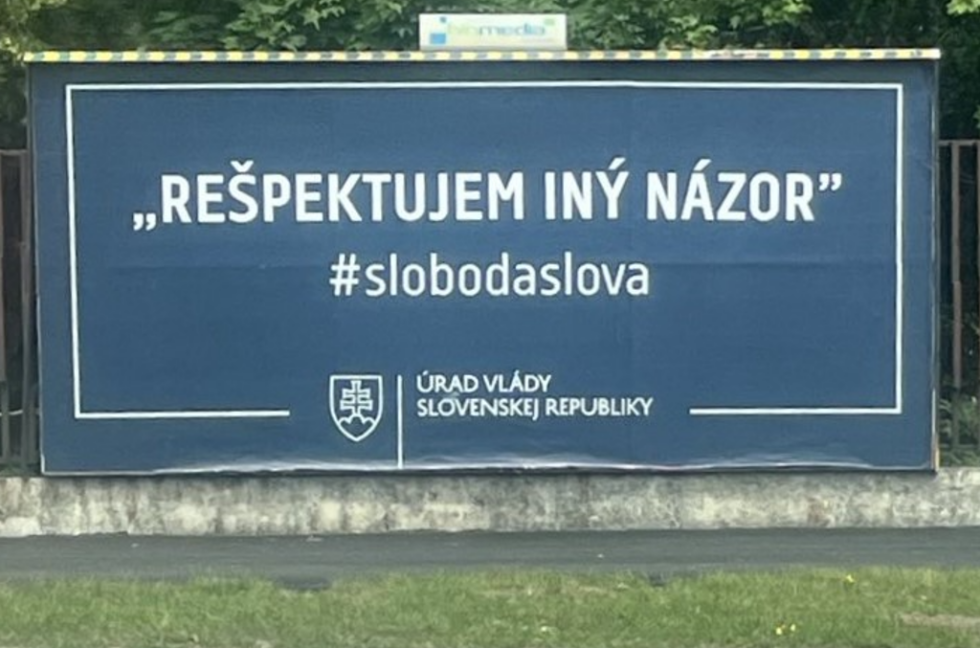 „REŠPEKTUJEM INÝ NÁZOR”
#slobodaslova
ÚRAD VLÁDY
SLOVENSKEJ REPUBLIKY